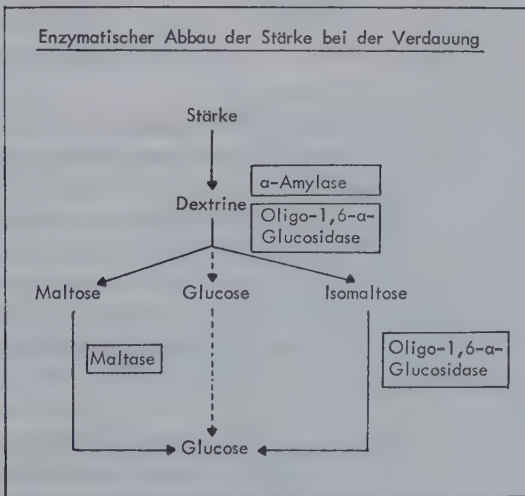 Enzymatischer Abbau der Stärke bei der Verdauung
Stärke
α-Amylase
Dextrine
Oligo-1,6-α-
Glucosidase
Maltose Glucose Isomaltose
Maltase
Oligo-1,6-α-
Glucosidase
Glucose